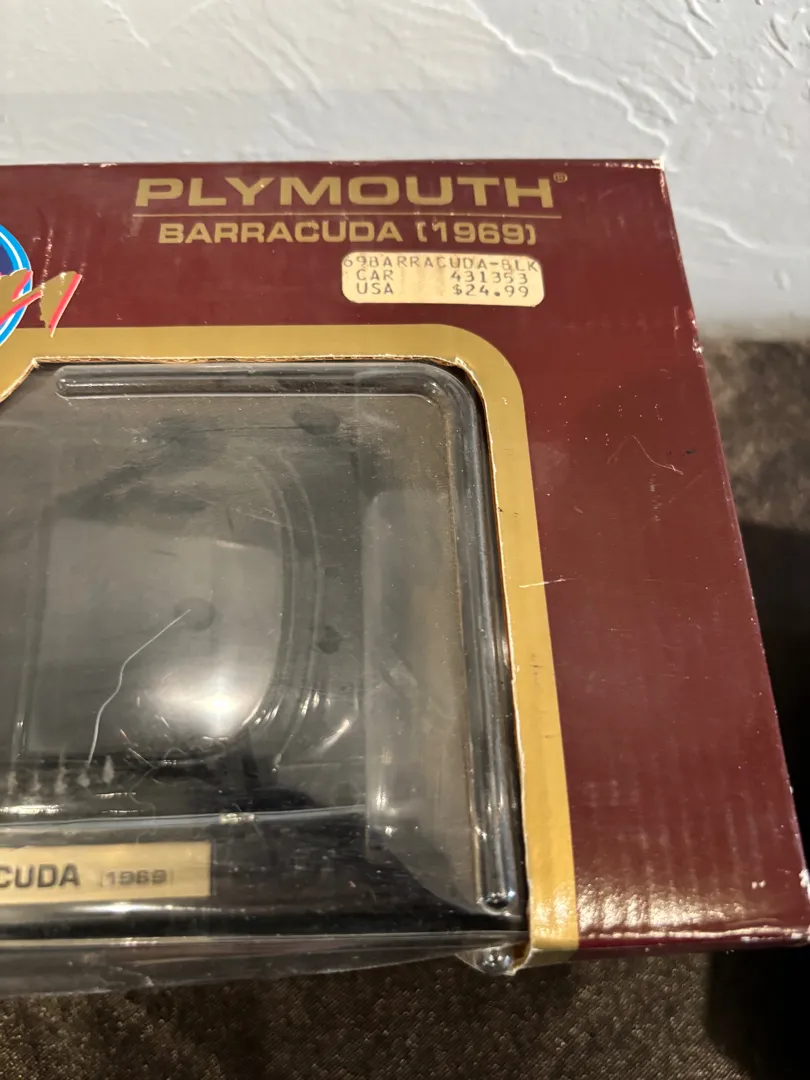 PLYMOUTH®
BARRACUDA (1969)
69BARRACUDA-BLK
CAR 431353
USA $24.99
CUDA (1969)